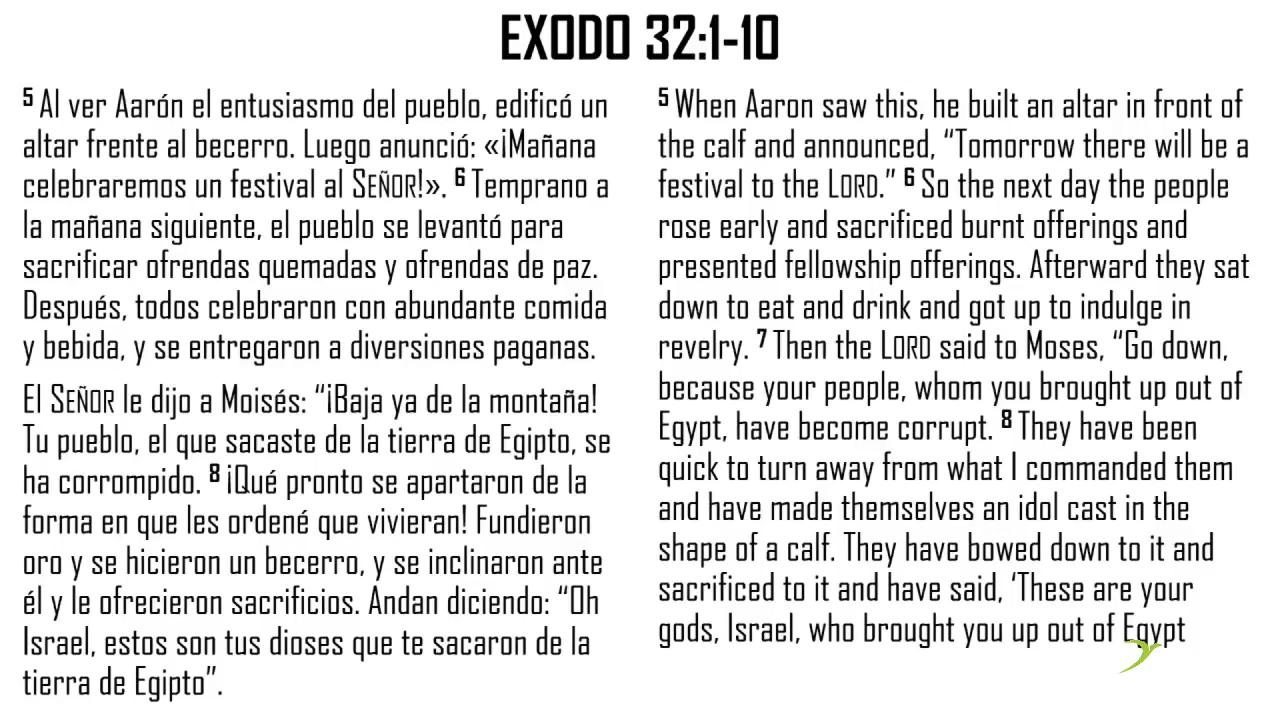 EXODO 32:1-10
5 Al ver Aarón el entusiasmo del pueblo, edificó un
altar frente al becerro. Luego anunció: «¡Mañana
celebraremos un festival al SEÑOR!». 6 Temprano a
la mañana siguiente, el pueblo se levantó para
sacrificar ofrendas quemadas y ofrendas de paz.
Después, todos celebraron con abundante comida
y bebida, y se entregaron a diversiones paganas.
El SEÑOR le dijo a Moisés: “¡Baja ya de la montaña!
Tu pueblo, el que sacaste de la tierra de Egipto, se
ha corrompido. 8 ¡Qué pronto se apartaron de la
forma en que les ordené que vivieran! Fundieron
oro y se hicieron un becerro, y se inclinaron ante
él y le ofrecieron sacrificios. Andan diciendo: “Oh
Israel, estos son tus dioses que te sacaron de la
tierra de Egipto”.
5 When Aaron saw this, he built an altar in front of
the calf and announced, “Tomorrow there will be a
festival to the LORD.” 6 So the next day the people
rose early and sacrificed burnt offerings and
presented fellowship offerings. Afterward they sat
down to eat and drink and got up to indulge in
revelry. 7 Then the LORD said to Moses, “Go down,
because your people, whom you brought up out of
Egypt, have become corrupt. 8 They have been
quick to turn away from what I commanded them
and have made themselves an idol cast in the
shape of a calf. They have bowed down to it and
sacrificed to it and have said, ‘These are your
gods, Israel, who brought you up out of Egypt